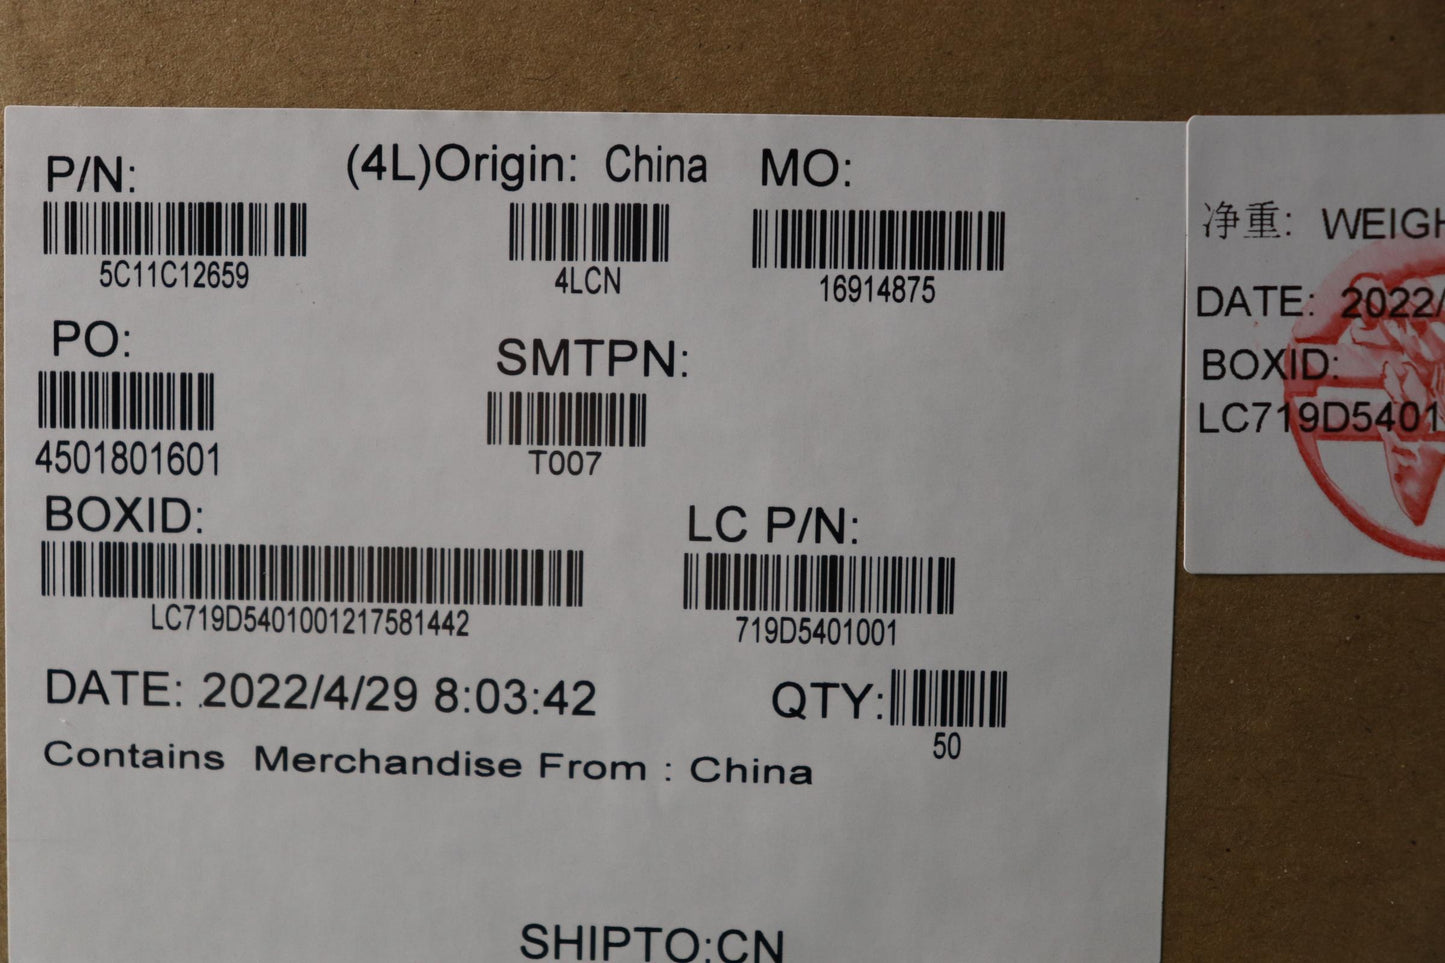 P/N: (4L)Origin: China MO:
5C11C12659 4LCN 16914875
PO: SMTPN:
4501801601 T007
BOXID: LC P/N:
LC719D5401001217581442 719D5401001
DATE: 2022/4/29 8:03:42 QTY:
50
Contains Merchandise From : China
SHIPTO:CN
净重: WEIGH
DATE: 2022/
BOXID:
LC719D5401